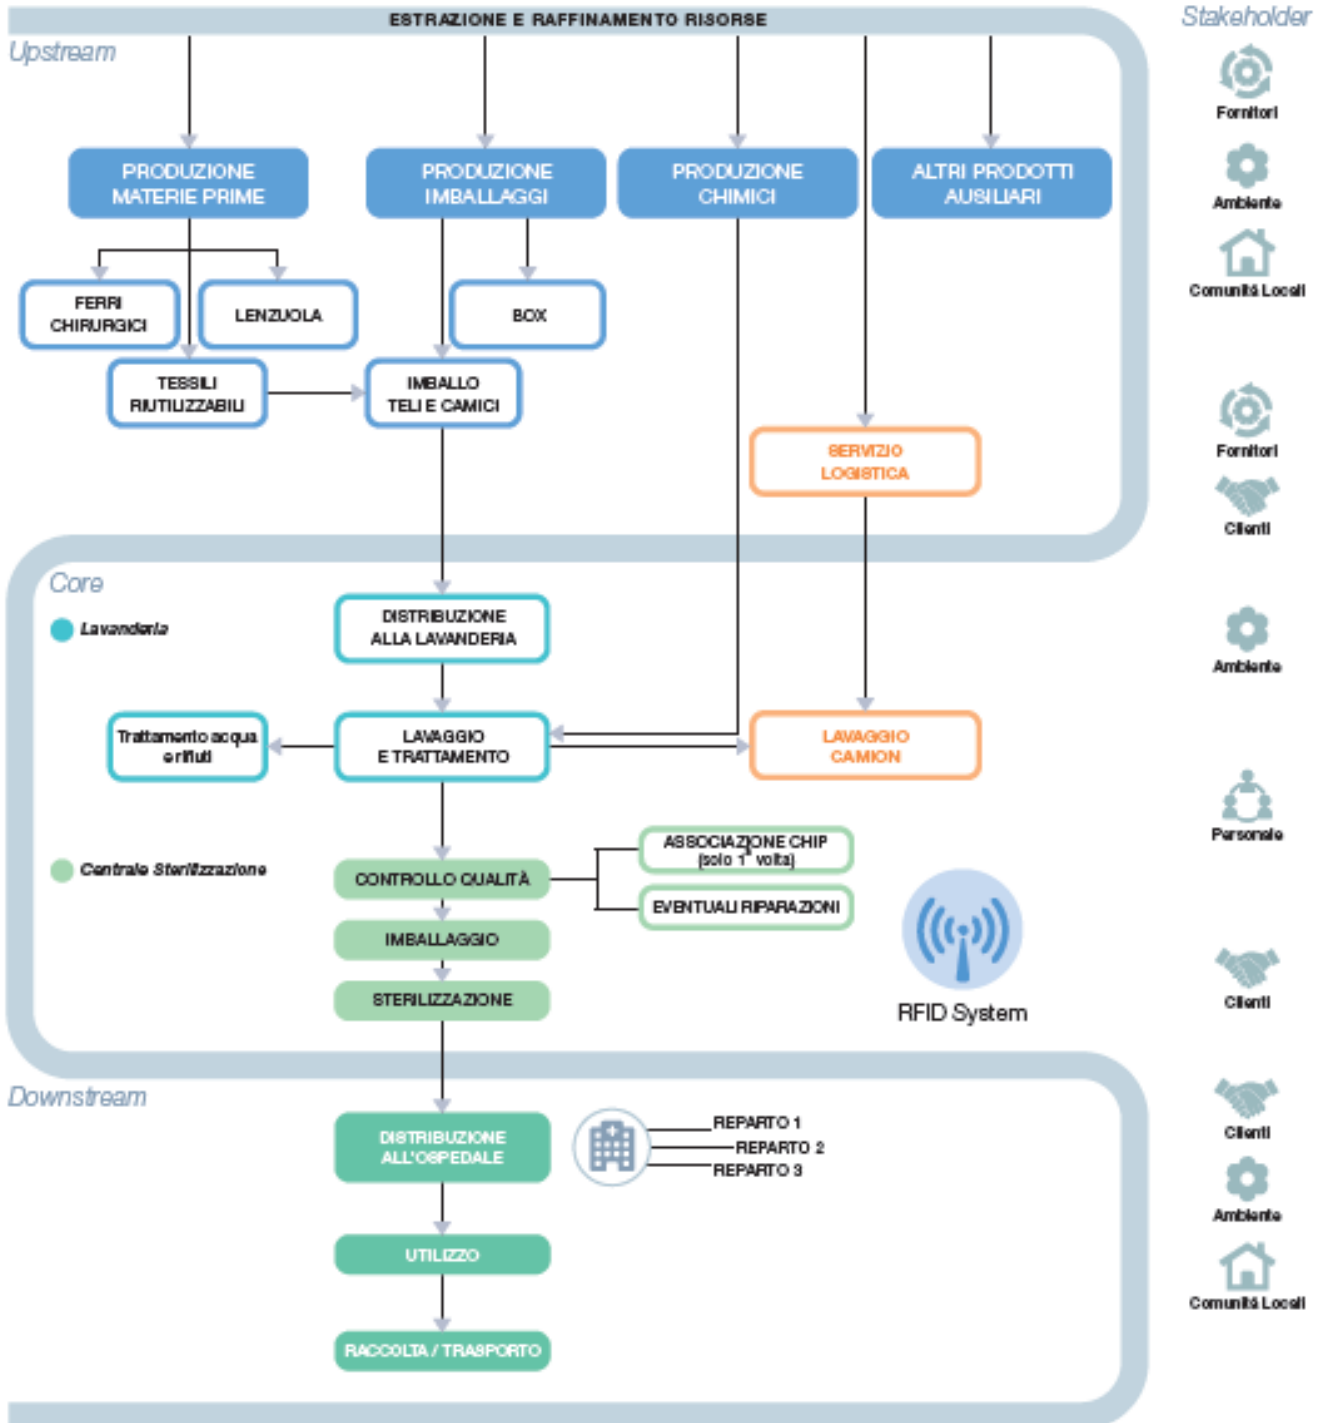 ESTRAZIONE E RAFFINAMENTO RISORSE
Stakeholder
Upstream
Fornitori
PRODUZIONE
MATERIE PRIME
PRODUZIONE
IMBALLAGGI
PRODUZIONE
CHIMICI
ALTRI PRODOTTI
AUSILIARI
Ambiente
Comunità Locali
FERRI
CHIRURGICI
LENZUOLA
BOX
TESSILI
RIUTILIZZABILI
IMBALLO
TELI E CAMICI
SERVIZIO
LOGISTICA
Fornitori
Clienti
Core
Lavanderia
DISTRIBUZIONE
ALLA LAVANDERIA
Ambiente
Trattamento acqua
e rifiuti
LAVAGGIO
E TRATTAMENTO
LAVAGGIO
CAMION
Personale
Centrale Sterilizzazione
CONTROLLO QUALITÀ
ASSOCIAZIONE CHIP
(solo 1ª volta)
EVENTUALI RIPARAZIONI
IMBALLAGGIO
STERILIZZAZIONE
RFID System
Clienti
Downstream
DISTRIBUZIONE
ALL'OSPEDALE
REPARTO 1
REPARTO 2
REPARTO 3
Clienti
Ambiente
UTILIZZO
Comunità Locali
RACCOLTA / TRASPORTO